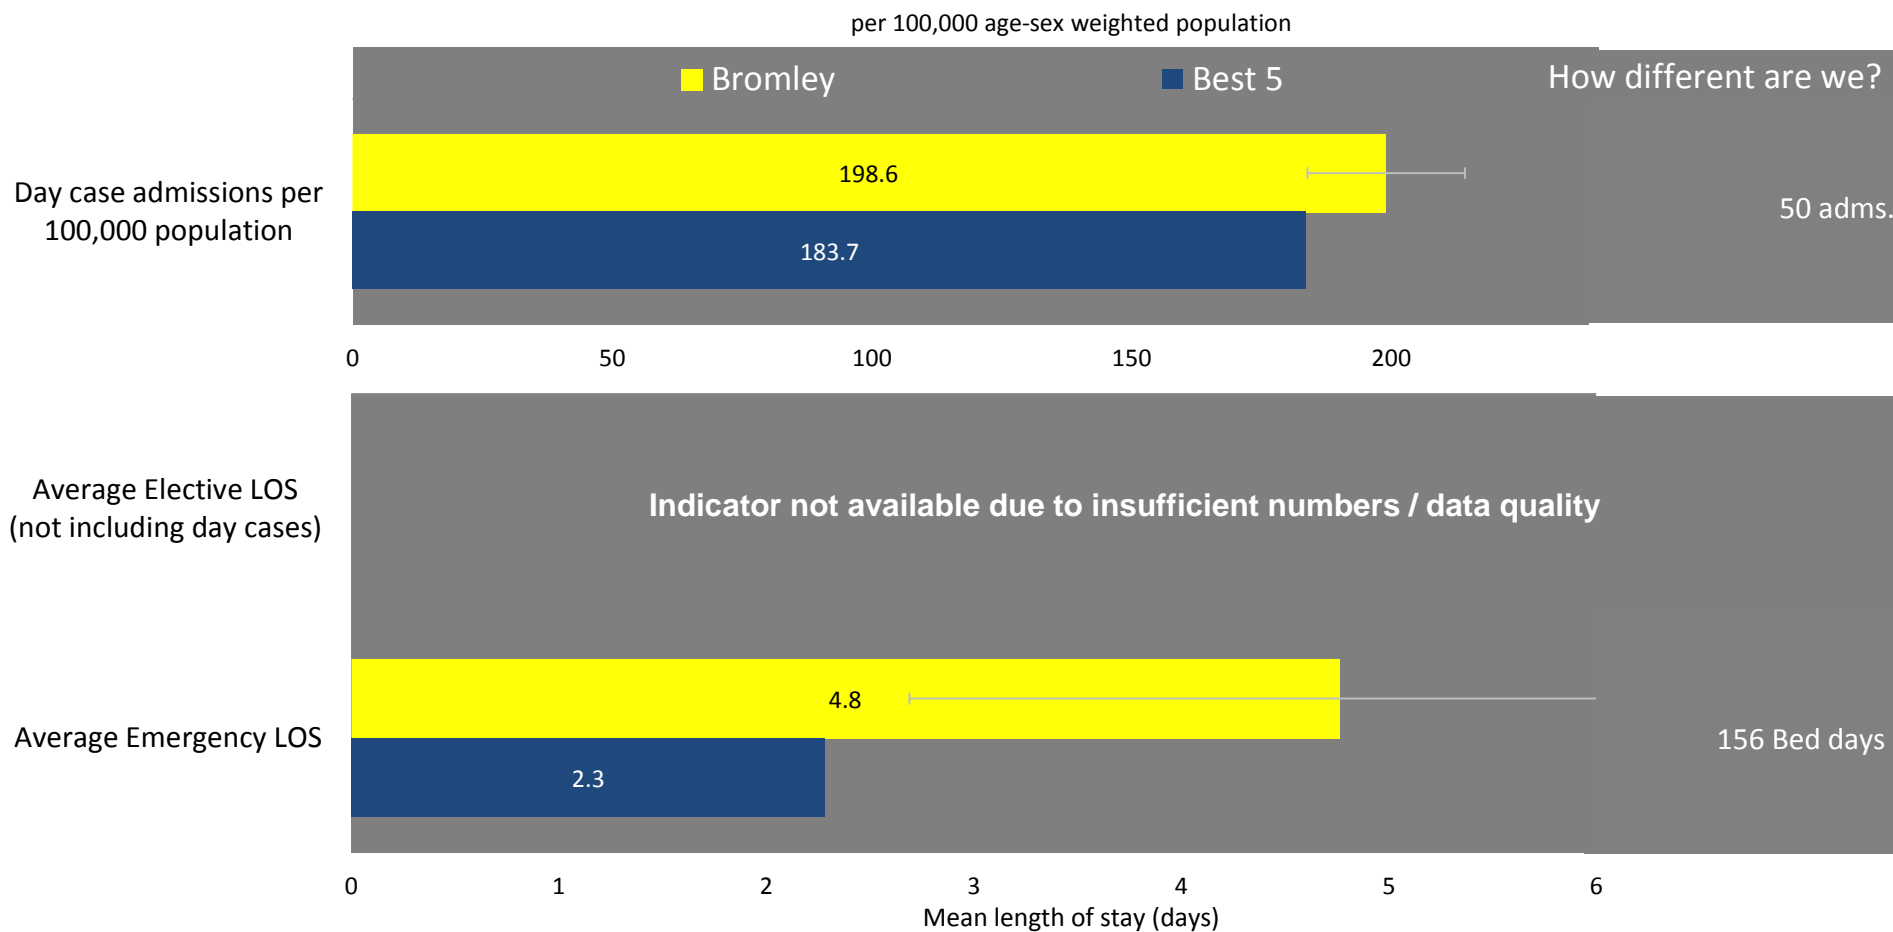 per 100,000 age-sex weighted population
Bromley
Best 5
How different are we?
Day case admissions per
100,000 population
198.6
183.7
50 adms.
0 50 100 150 200
Average Elective LOS
(not including day cases)
Indicator not available due to insufficient numbers / data quality
Average Emergency LOS
4.8
2.3
156 Bed days
0 1 2 3 4 5 6
Mean length of stay (days)